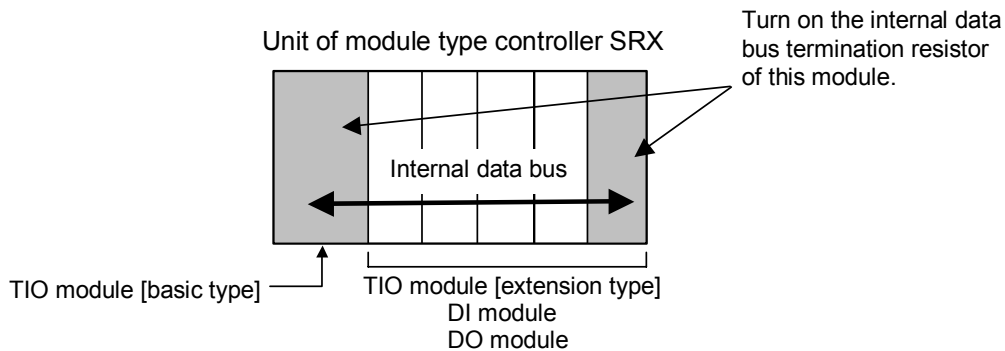 Turn on the internal data
bus termination resistor
of this module.
Unit of module type controller SRX
Internal data bus
TIO module [basic type]
TIO module [extension type]
DI module
DO module